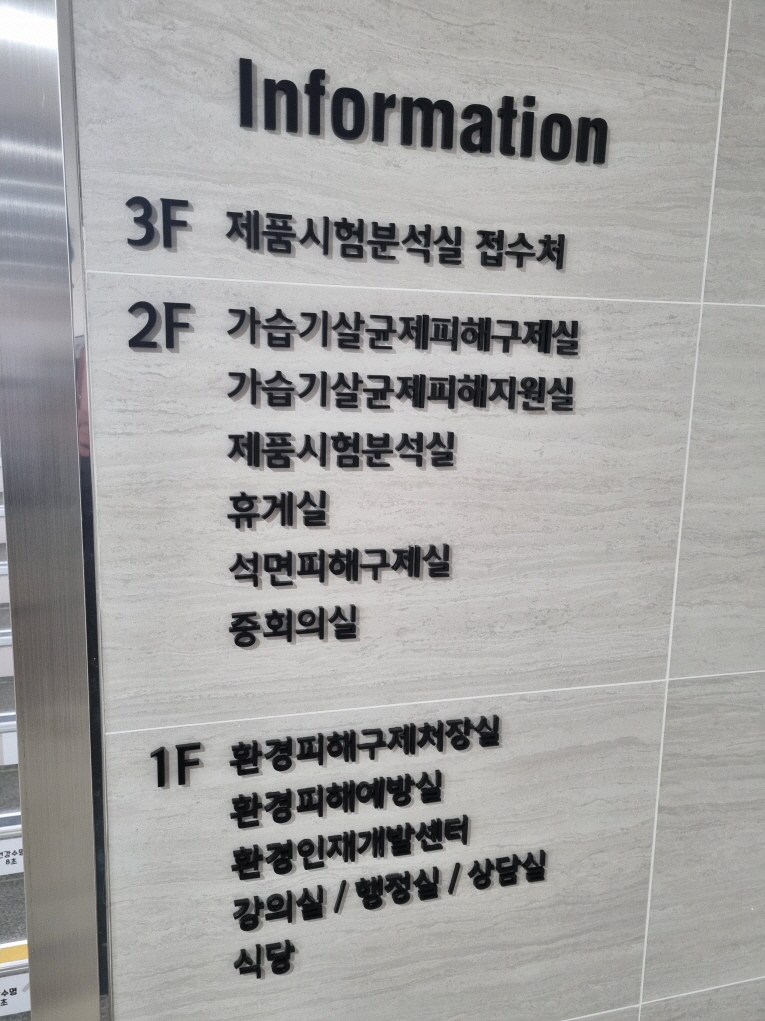 Information
3F 제품시험분석실 접수처
2F 가습기살균제피해구제실
가습기살균제피해지원실
제품시험분석실
휴게실
석면피해구제실
중회의실
1F 환경피해구제처장실
환경피해예방실
환경인재개발센터
강의실 / 행정실 / 상담실
식당
8초